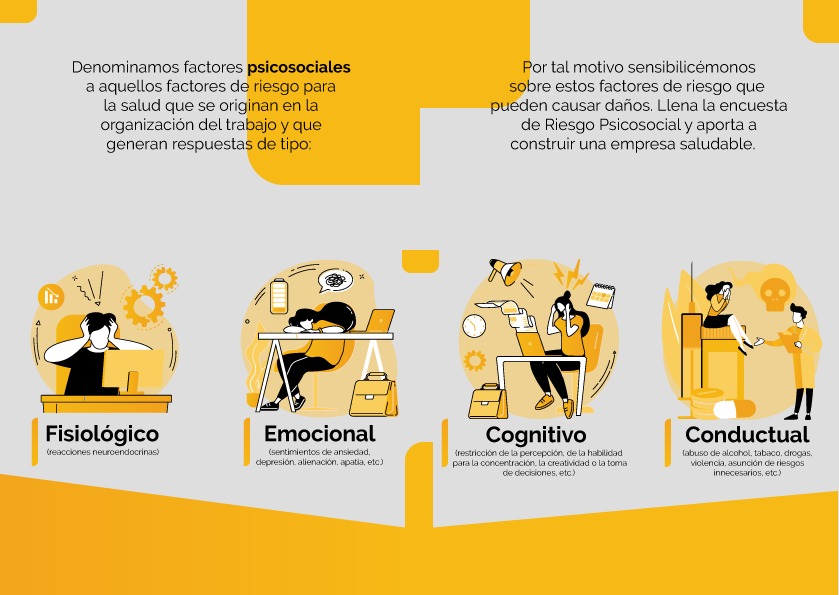 Denominamos factores psicosociales
a aquellos factores de riesgo para
la salud que se originan en la
organización del trabajo y que
generan respuestas de tipo:
Por tal motivo sensibilicémonos
sobre estos factores de riesgo que
pueden causar daños. Llena la encuesta
de Riesgo Psicosocial y aporta a
construir una empresa saludable.
Fisiológico
(reacciones neuroendocrinas)
Emocional
(sentimientos de ansiedad,
depresión, alienación, apatía, etc.)
Cognitivo
(restricción de la percepción, de la habilidad
para la concentración, la creatividad o la toma
de decisiones, etc.)
Conductual
(abuso de alcohol, tabaco, drogas,
violencia, asunción de riesgos
innecesarios, etc.)